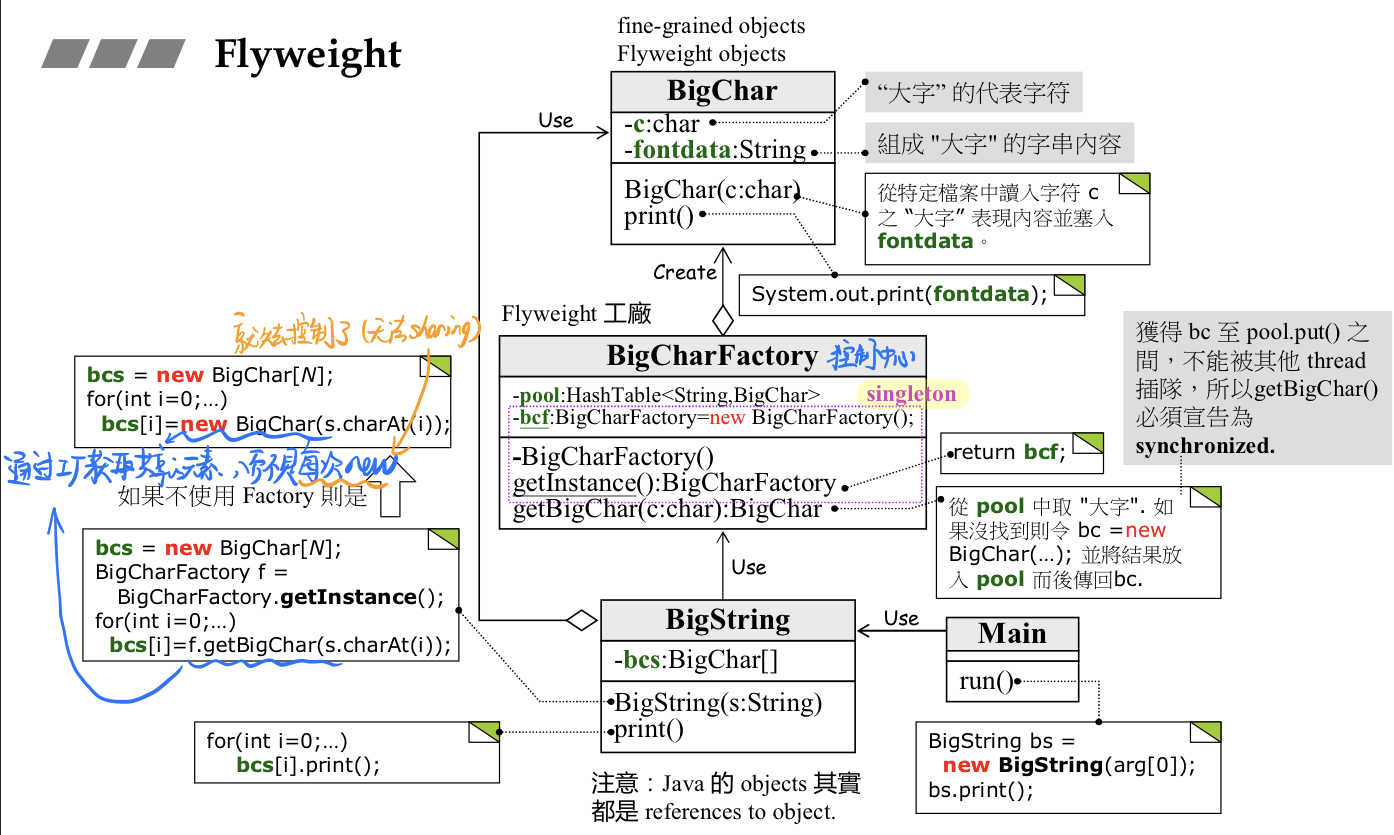 Flyweight
fine-grained objects
Flyweight objects
BigChar
-c:char
-fontdata:String
BigChar(c:char)
print()
“大字” 的代表字符
組成 "大字" 的字串內容
從特定檔案中讀入字符 c
之 “大字” 表現內容並塞入
fontdata。
System.out.print(fontdata);
Use
Create
Flyweight 工廠
BigCharFactory 控制中心
-pool:HashTable<String,BigChar>
singleton
-bcf:BigCharFactory=new BigCharFactory();
-BigCharFactory()
getInstance():BigCharFactory
getBigChar(c:char):BigChar
return bcf;
獲得 bc 至 pool.put() 之
間，不能被其他 thread
插隊，所以getBigChar()
必須宣告為
synchronized.
從 pool 中取 "大字". 如
果沒找到則令 bc =new
BigChar(…); 並將結果放
入 pool 而後傳回bc.
控制了 (无法sharing)
bcs = new BigChar[N];
for(int i=0;…)
bcs[i]=new BigChar(s.charAt(i));
通过工厂 元素, 每次new
如果不使用 Factory 則是
bcs = new BigChar[N];
BigCharFactory f =
BigCharFactory.getInstance();
for(int i=0;…)
bcs[i]=f.getBigChar(s.charAt(i));
Use
BigString
-bcs:BigChar[]
BigString(s:String)
print()
Use
Main
run()
for(int i=0;…)
bcs[i].print();
BigString bs =
new BigString(arg[0]);
bs.print();
注意：Java 的 objects 其實
都是 references to object.